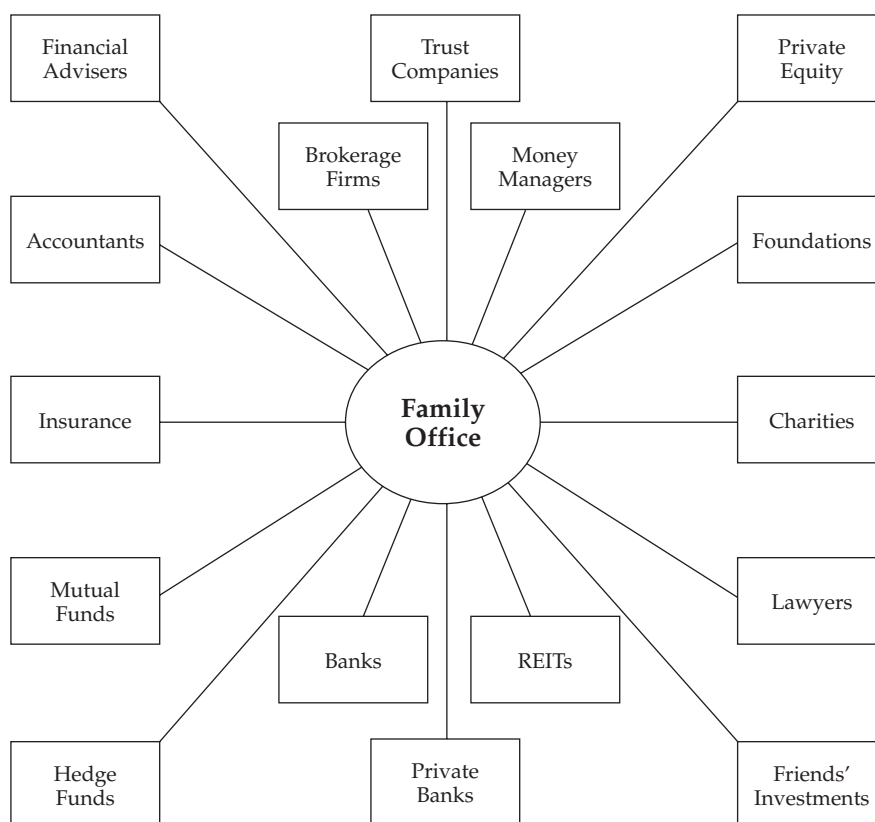 Financial
Advisers
Trust
Companies
Private
Equity
Brokerage
Firms
Money
Managers
Accountants
Foundations
Insurance
Family
Office
Charities
Mutual
Funds
Lawyers
Banks
REITs
Hedge
Funds
Private
Banks
Friends’
Investments